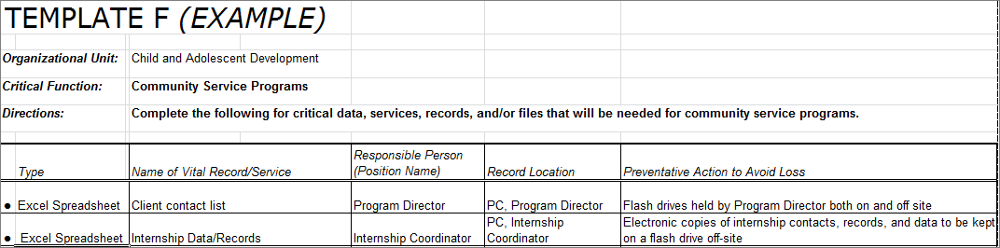 TEMPLATE F (EXAMPLE)
Organizational Unit: Child and Adolescent Development
Critical Function: Community Service Programs
Directions: Complete the following for critical data, services, records, and/or files that will be needed for community service programs.
Type Name of Vital Record/Service Responsible Person (Position Name) Record Location Preventative Action to Avoid Loss
• Excel Spreadsheet Client contact list Program Director PC, Program Director Flash drives held by Program Director both on and off site
• Excel Spreadsheet Internship Data/Records Internship Coordinator PC, Internship Coordinator Electronic copies of internship contacts, records, and data to be kept on a flash drive off-site